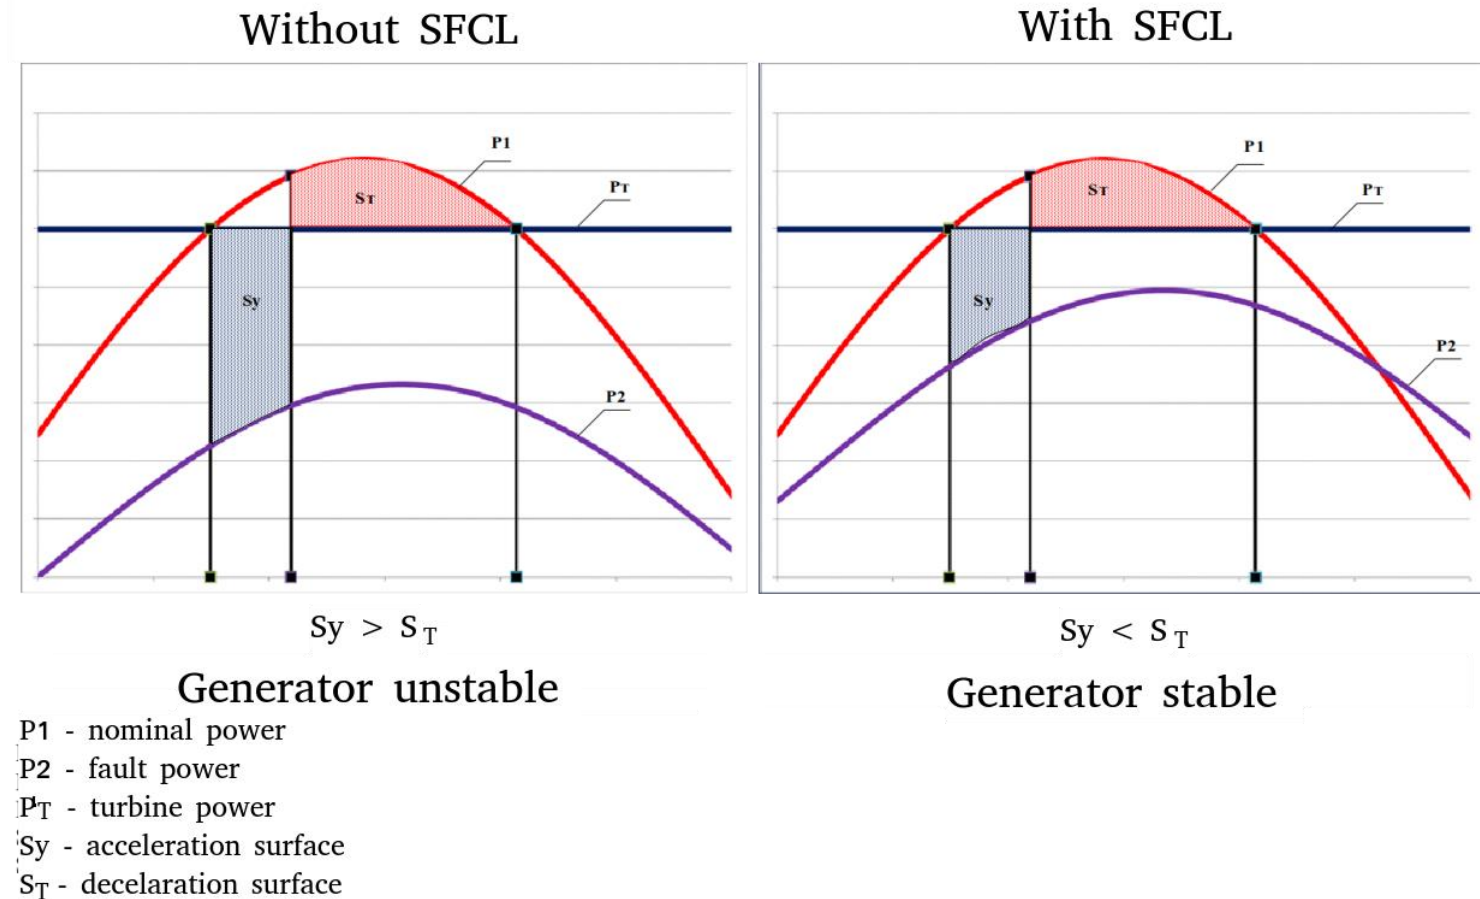 Without SFCL
P1
PT
ST
Sy
P2
Sy > ST
Generator unstable
With SFCL
P1
PT
ST
Sy
P2
Sy < ST
Generator stable
P1 - nominal power
P2 - fault power
PT - turbine power
Sy - acceleration surface
ST - decelaration surface